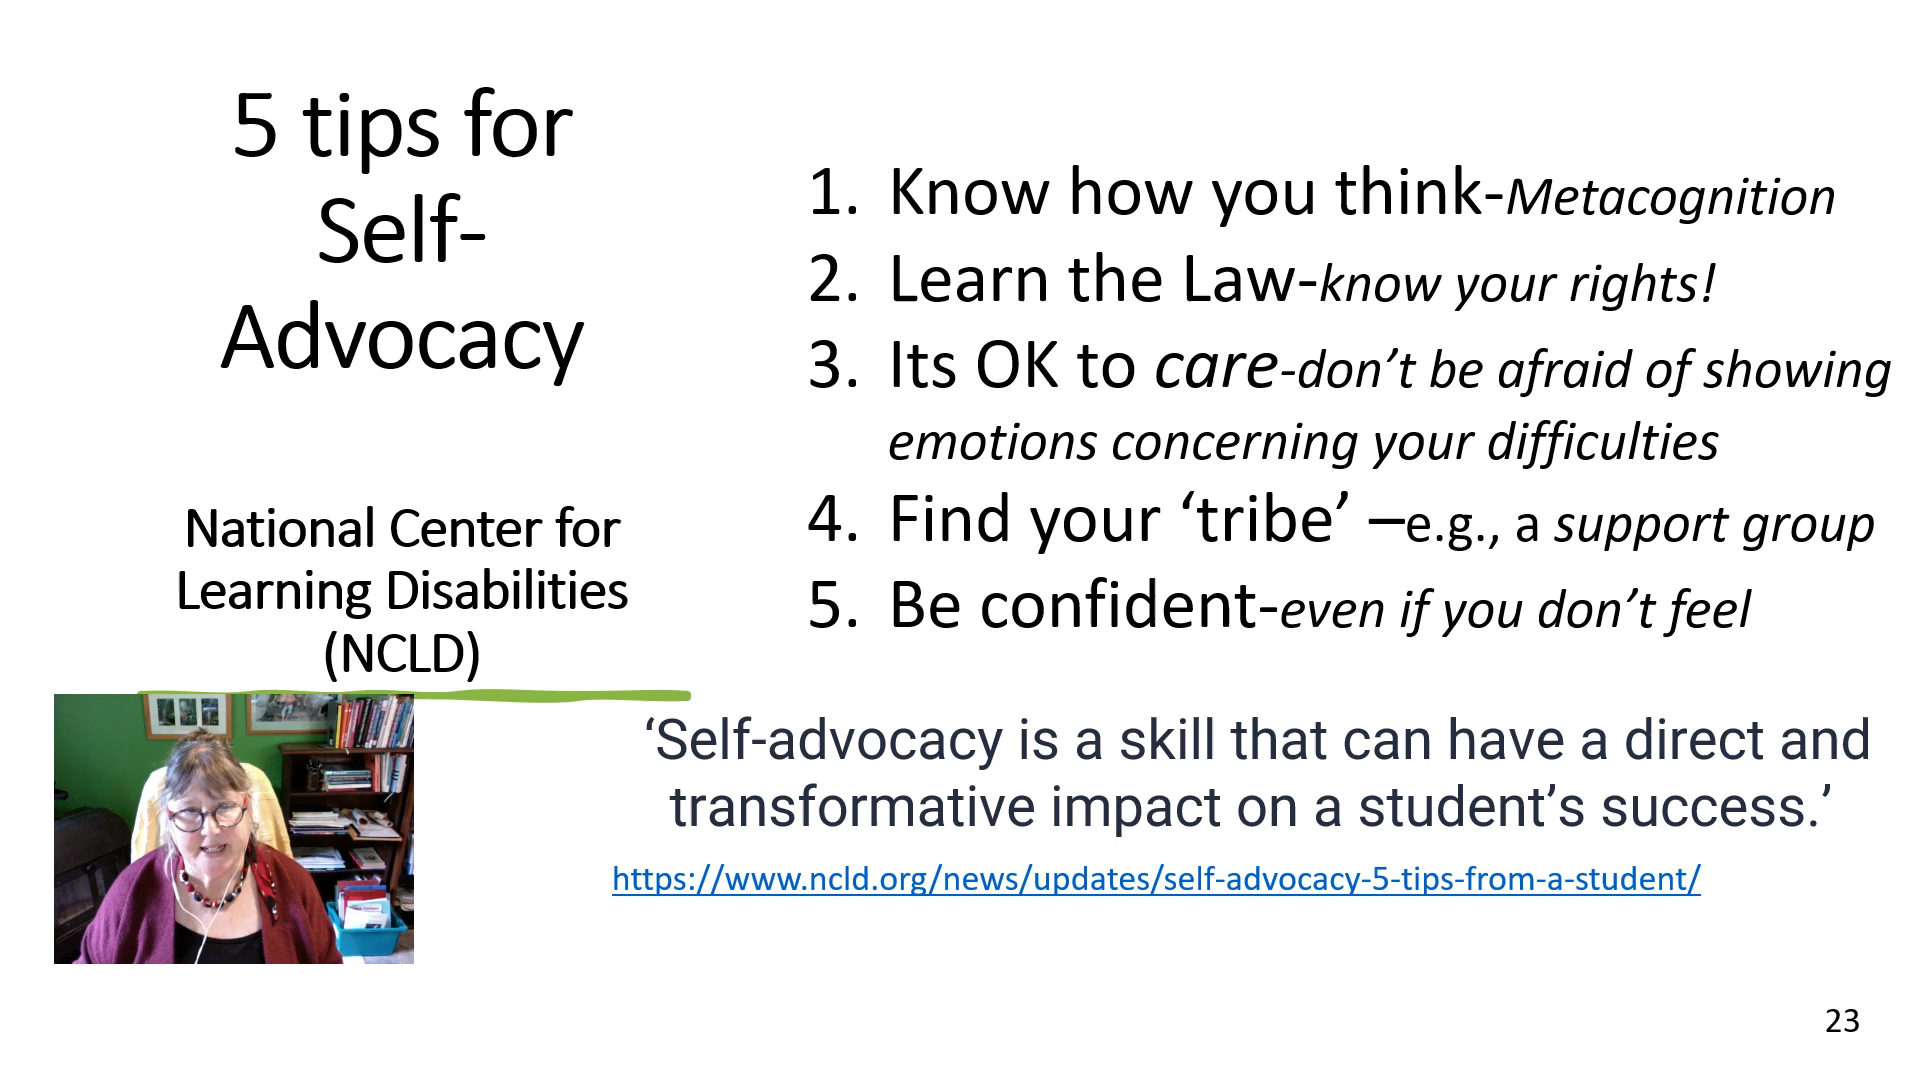 5 tips for
Self-
Advocacy
National Center for
Learning Disabilities
(NCLD)
1. Know how you think-Metacognition
2. Learn the Law-know your rights!
3. Its OK to care-don’t be afraid of showing
emotions concerning your difficulties
4. Find your ‘tribe’ –e.g., a support group
5. Be confident-even if you don’t feel
‘Self-advocacy is a skill that can have a direct and
transformative impact on a student’s success.’
https://www.ncld.org/news/updates/self-advocacy-5-tips-from-a-student/
23